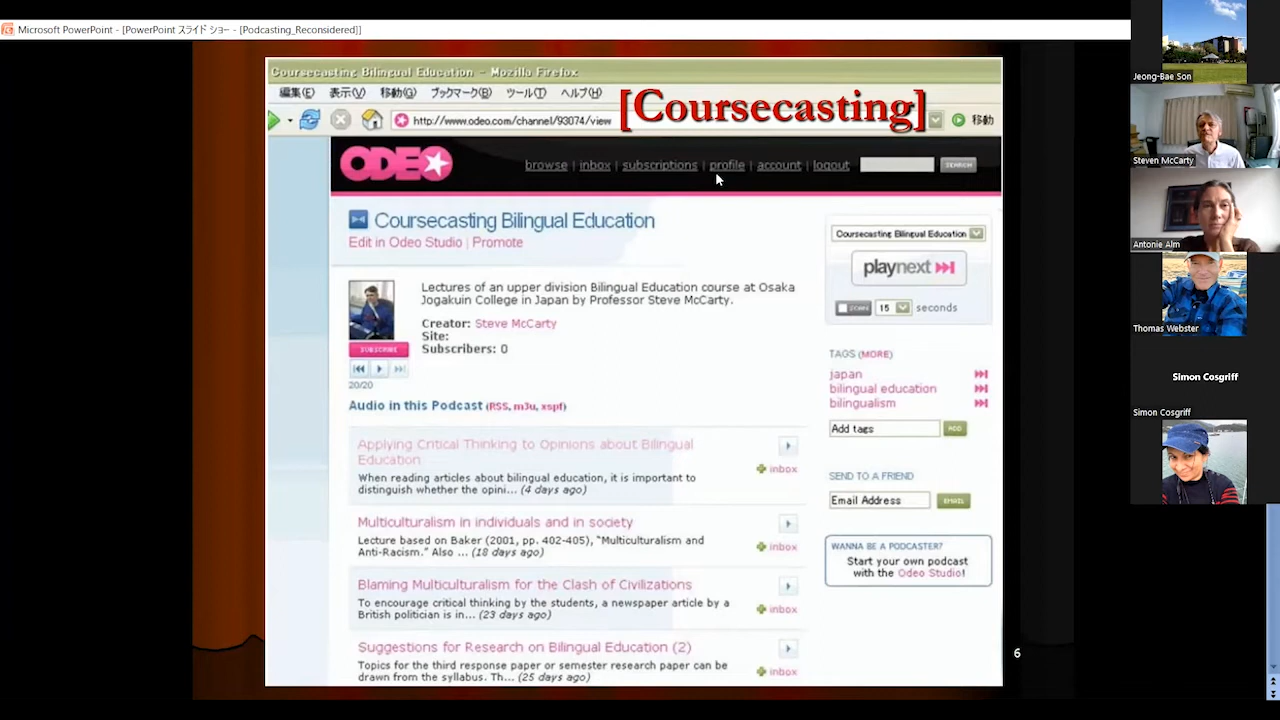 Microsoft PowerPoint - [PowerPoint スライド ショー - [Podcasting_Reconsidered]]
Coursecasting Bilingual Education - Mozilla Firefox
編集(E) 表示(V) 移動(G) ブックマーク(B) ツール(T) ヘルプ(H)
[Coursecasting]
http://www.odeo.com/channel/93074/view
移動
ODEO
browse | inbox | subscriptions | profile | account | logout
SEARCH
Coursecasting Bilingual Education
Edit in Odeo Studio | Promote
Lectures of an upper division Bilingual Education course at Osaka
Jogakuin College in Japan by Professor Steve McCarty.
Creator: Steve McCarty
Site:
Subscribers: 0
SUBSCRIBE
20/20
Audio in this Podcast (RSS, m3u, xspf)
Applying Critical Thinking to Opinions about Bilingual
Education
When reading articles about bilingual education, it is important to
distinguish whether the opini... (4 days ago)
inbox
Multiculturalism in individuals and in society
Lecture based on Baker (2001, pp. 402-405), "Multiculturalism and
Anti-Racism." Also ... (18 days ago)
inbox
Blaming Multiculturalism for the Clash of Civilizations
To encourage critical thinking by the students, a newspaper article by a
British politician is in... (23 days ago)
inbox
Suggestions for Research on Bilingual Education (2)
Topics for the third response paper or semester research paper can be
drawn from the syllabus. Th... (25 days ago)
inbox
Coursecasting Bilingual Education
playnext
15 seconds
TAGS (MORE)
japan
bilingual education
bilingualism
Add tags
ADD
SEND TO A FRIEND
Email Address
EMAIL
WANNA BE A PODCASTER?
Start your own podcast
with the Odeo Studio!
6
Jeong-Bae Son
Steven McCarty
Antonie Alm
Thomas Webster
Simon Cosgriff
Simon Cosgriff